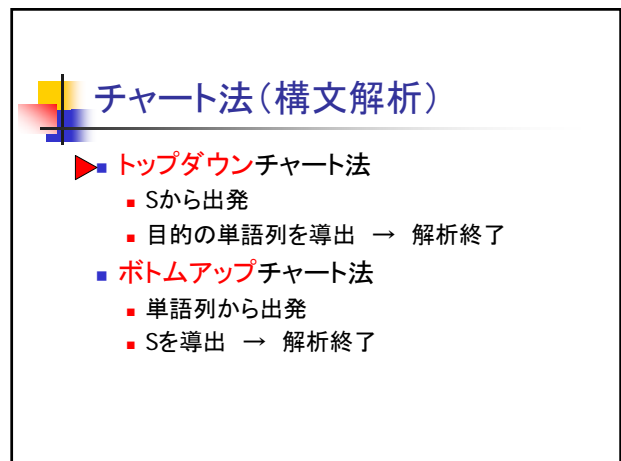 チャート法（構文解析）
トップダウンチャート法
Sから出発
目的の単語列を導出 → 解析終了
ボトムアップチャート法
単語列から出発
Sを導出 → 解析終了